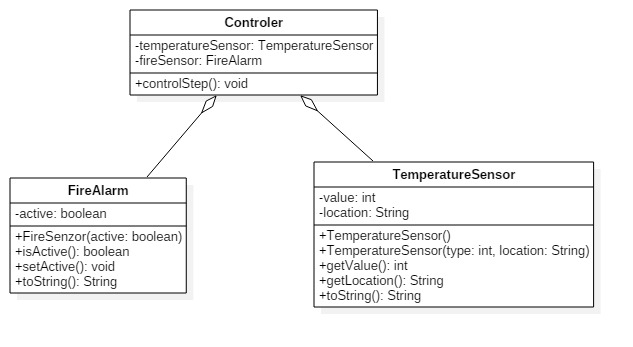 Controler
-temperatureSensor: TemperatureSensor
-fireSensor: FireAlarm
+controlStep(): void
FireAlarm
-active: boolean
+FireSenzor(active: boolean)
+isActive(): boolean
+setActive(): void
+toString(): String
TemperatureSensor
-value: int
-location: String
+TemperatureSensor()
+TemperatureSensor(type: int, location: String)
+getValue(): int
+getLocation(): String
+toString(): String